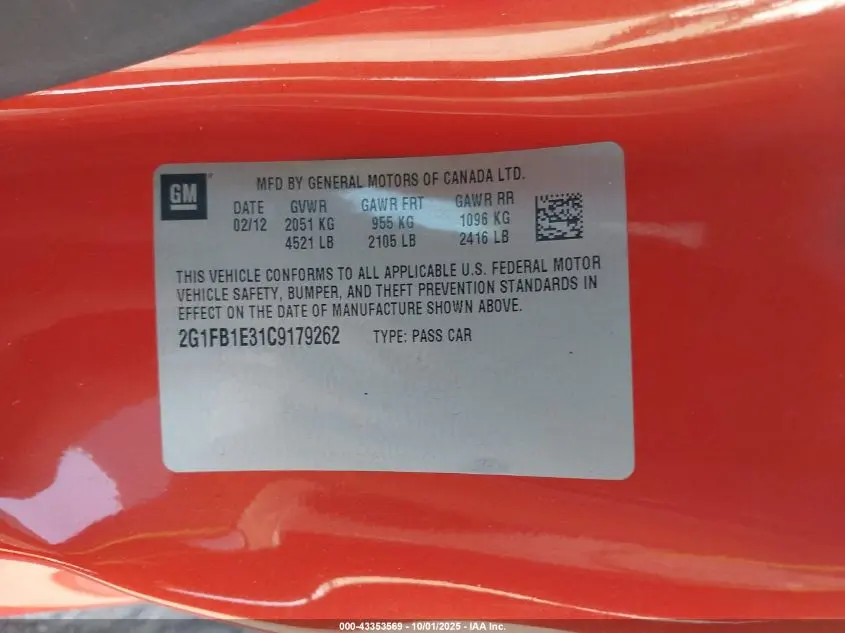 GM
MFD BY GENERAL MOTORS OF CANADA LTD.
DATE GVWR GAWR FRT GAWR RR
02/12 2051 KG 955 KG 1096 KG
4521 LB 2105 LB 2416 LB
THIS VEHICLE CONFORMS TO ALL APPLICABLE U.S. FEDERAL MOTOR
VEHICLE SAFETY, BUMPER, AND THEFT PREVENTION STANDARDS IN
EFFECT ON THE DATE OF MANUFACTURE SHOWN ABOVE.
2G1FB1E31C9179262 TYPE: PASS CAR
000-43353569 - 10/01/2025 - IAA Inc.